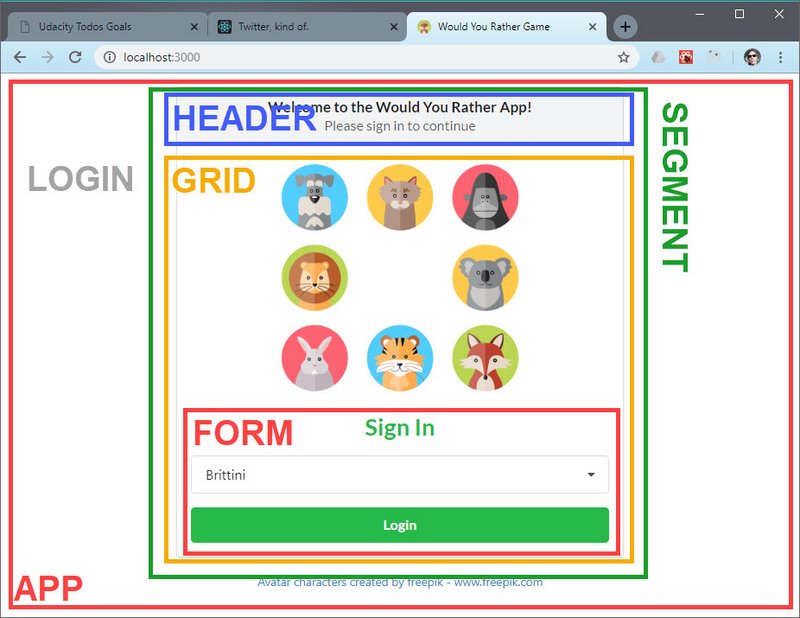 Udacity Todos Goals
Twitter, kind of.
Would You Rather Game
localhost:3000
Welcome to the Would You Rather App!
HEADER
Please sign in to continue
SEGMENT
LOGIN
GRID
FORM
Sign In
Brittini
Login
APP
Avatar characters created by freepik - www.freepik.com